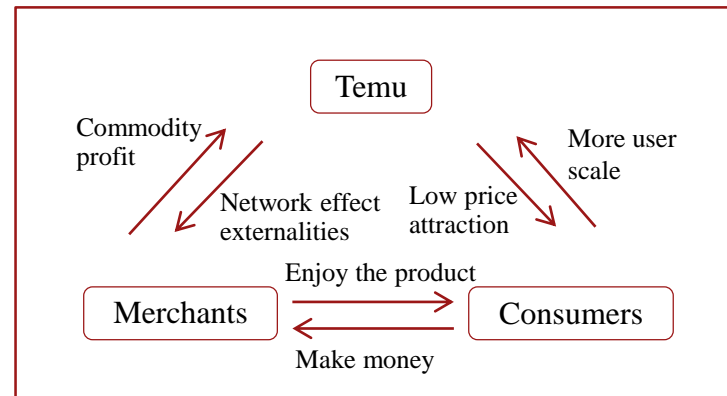 Temu
Commodity
profit
More user
scale
Network effect
externalities
Low price
attraction
Enjoy the product
Merchants
Consumers
Make money